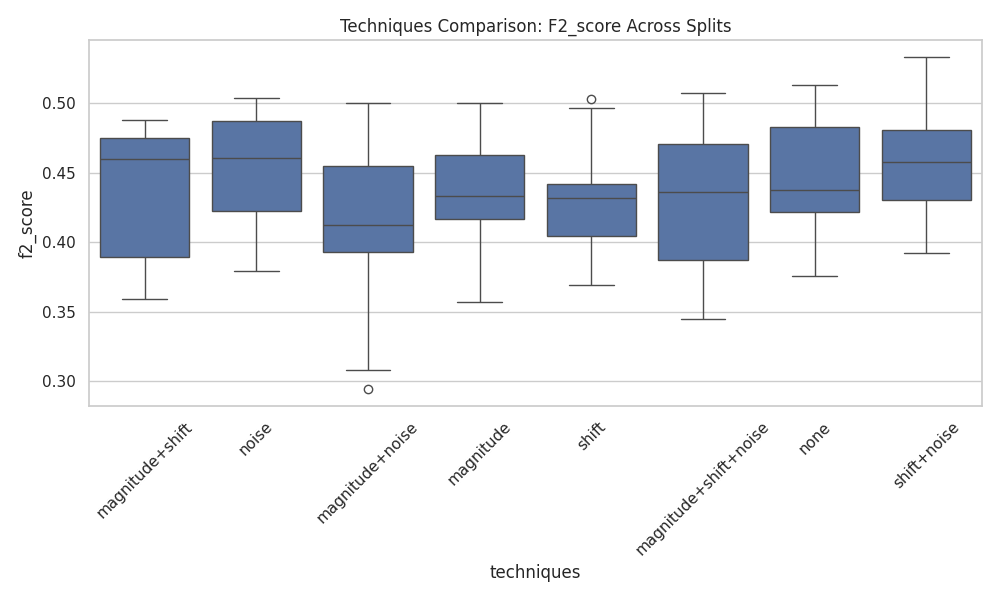 Techniques Comparison: F2_score Across Splits
f2_score
0.50
0.45
0.40
0.35
0.30
magnitude+shift
noise
magnitude+noise
magnitude
shift
magnitude+shift+noise
none
shift+noise
techniques